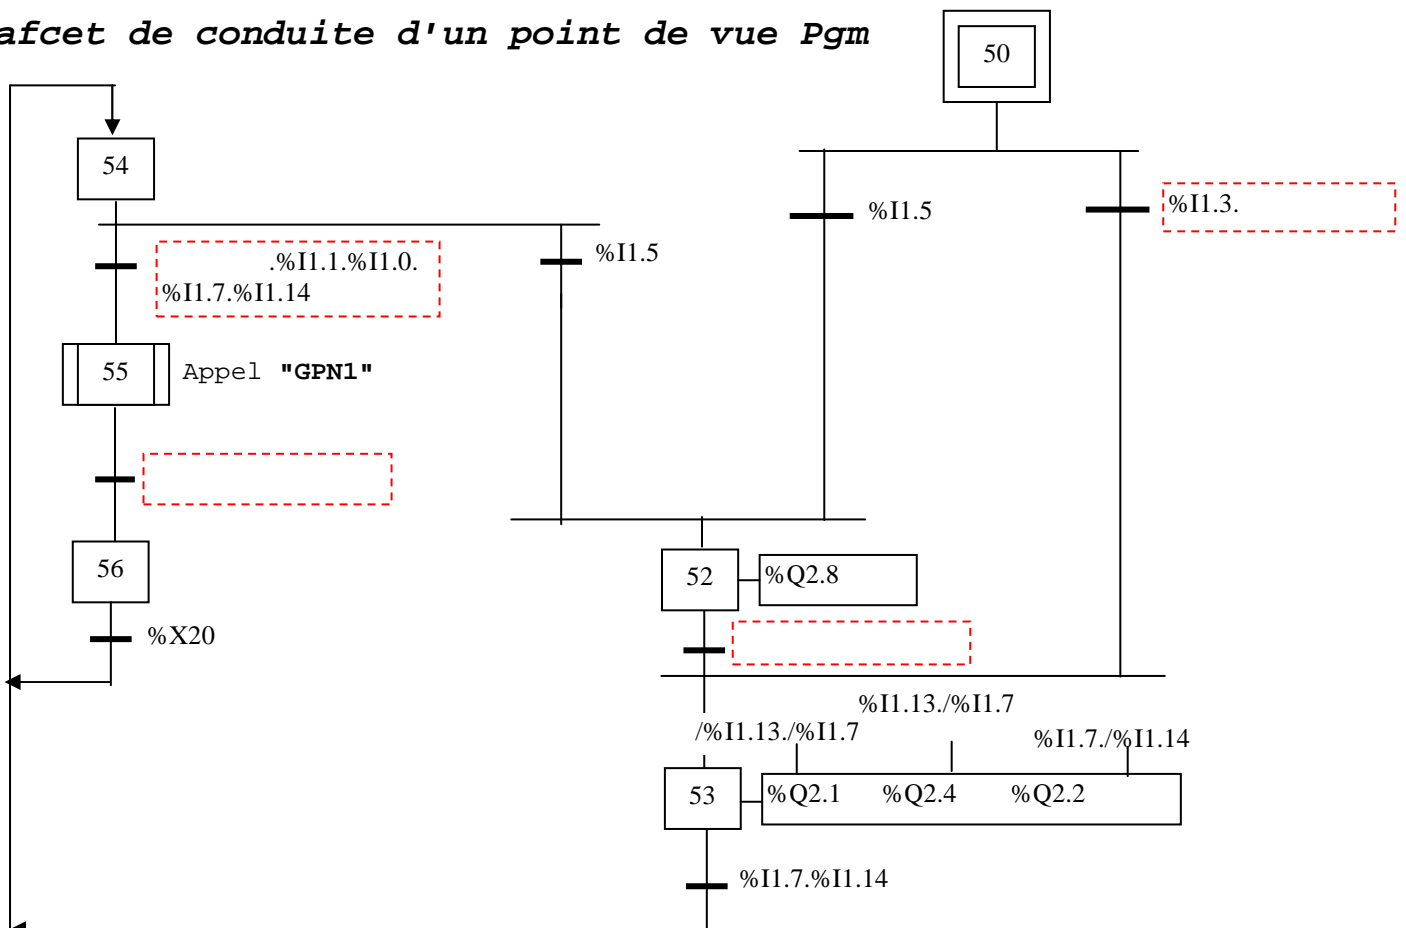 afcet de conduite d'un point de vue Pgm
50
54
%I1.5
%I1.3.
.%I1.1.%I1.0.
%I1.7.%I1.14
%I1.5
55
Appel "GPN1"
56
52
%Q2.8
%X20
%I1.13./%I1.7
/%I1.13./%I1.7
%I1.7./%I1.14
53
%Q2.1 %Q2.4 %Q2.2
%I1.7.%I1.14